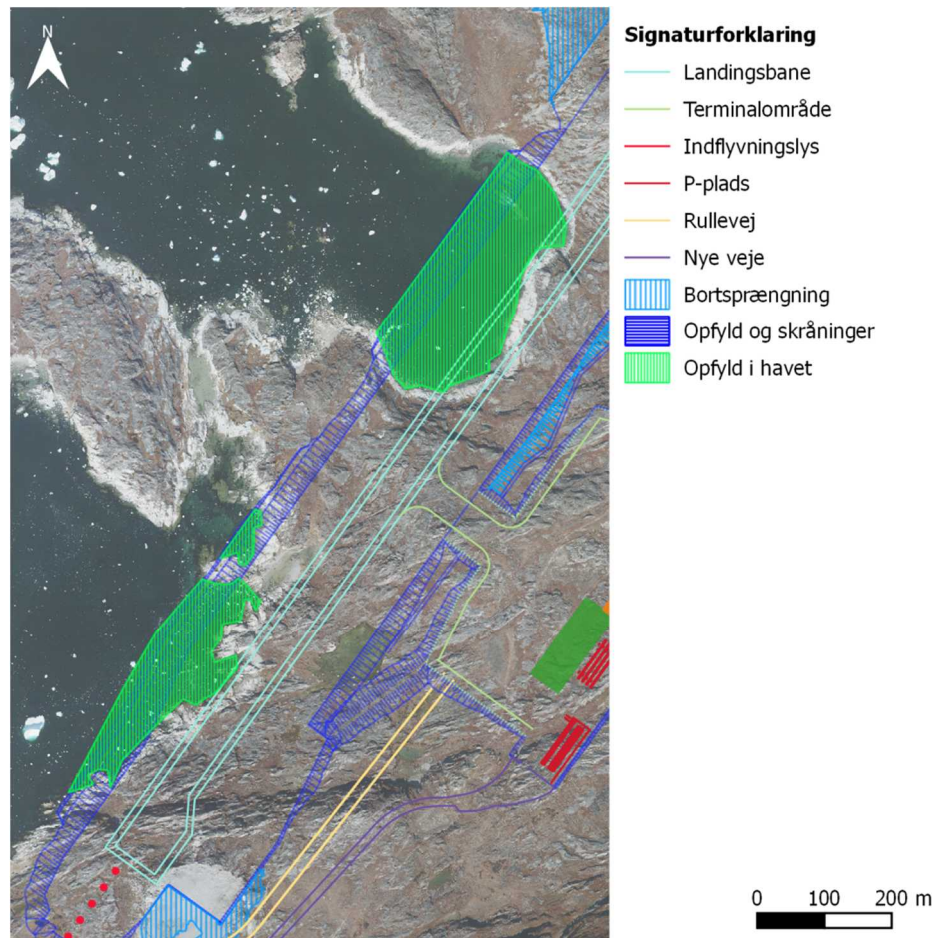 N
Signaturforklaring
Landingsbane
Terminalområde
Indflyvningslys
P-plads
Rullevej
Nye veje
Bortsprængning
Opfyld og skråninger
Opfyld i havet
0 100 200 m